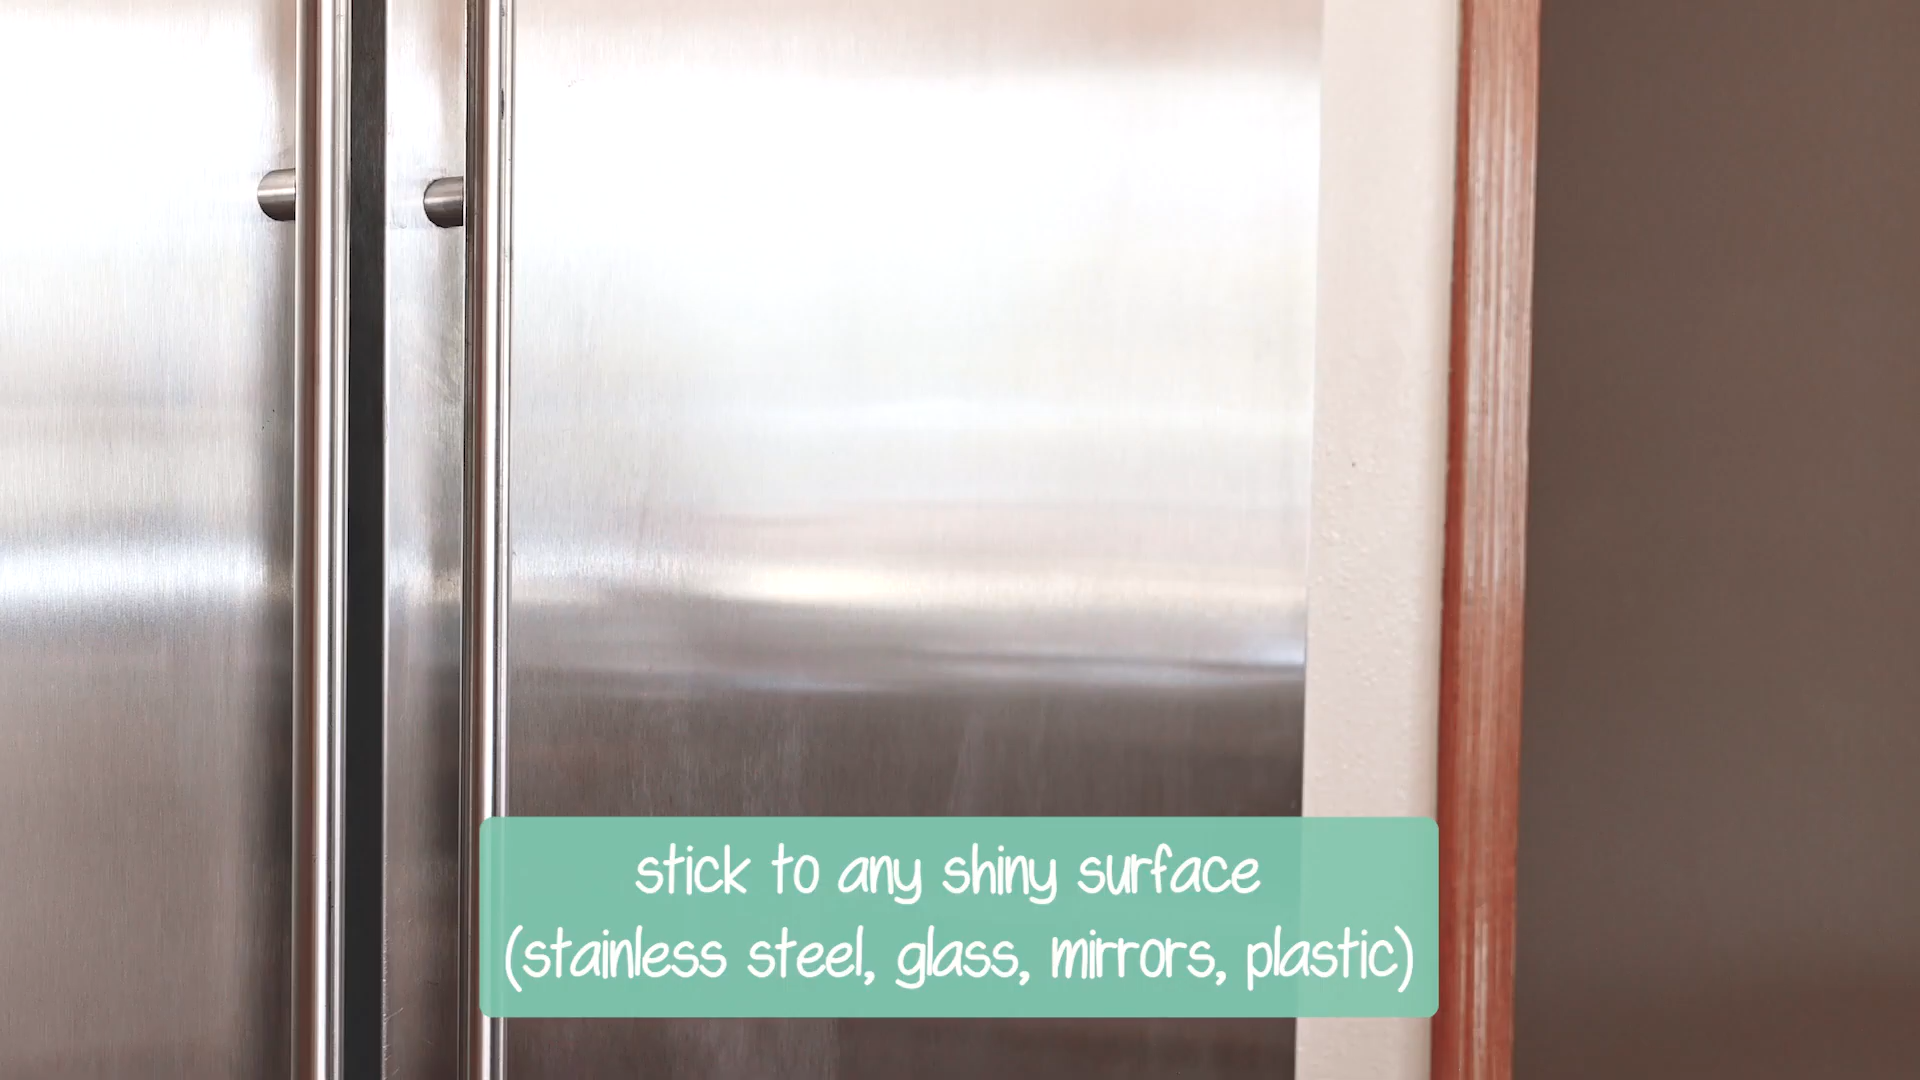 stick to any shiny surface
(stainless steel, glass, mirrors, plastic)